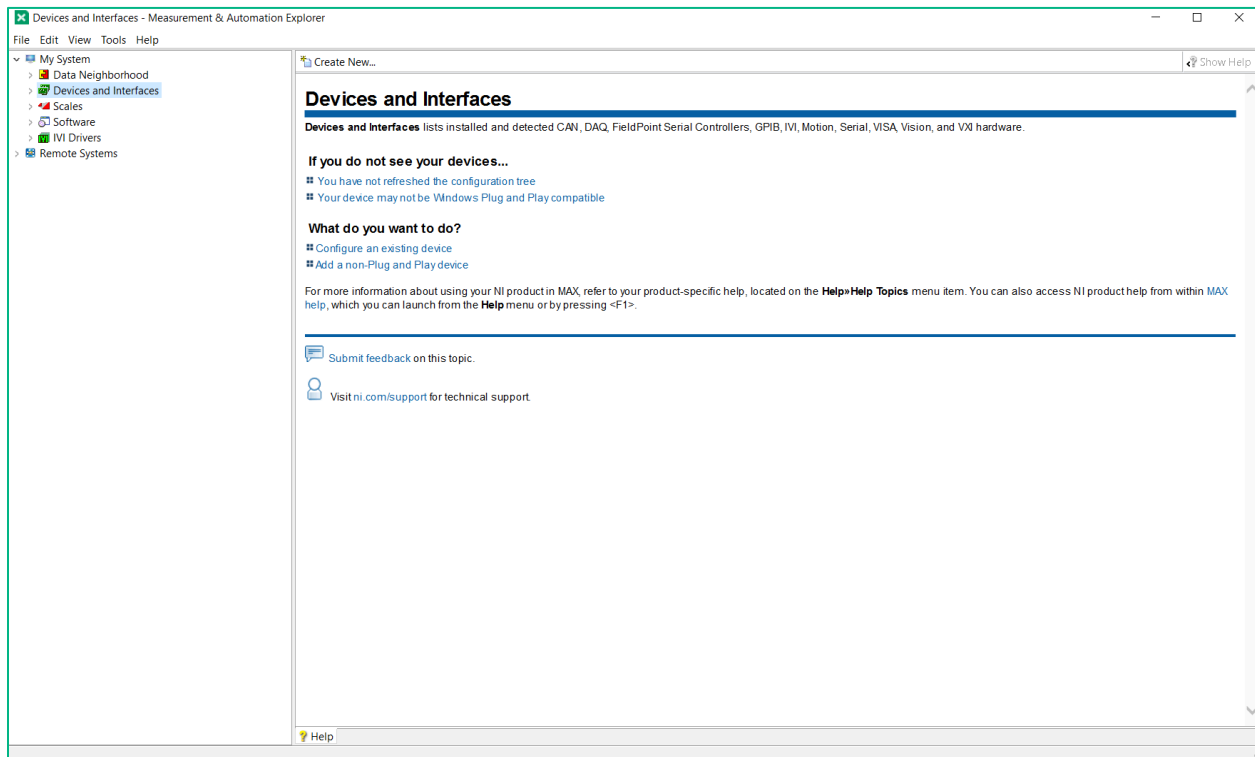 Devices and Interfaces - Measurement & Automation Explorer
File Edit View Tools Help
My System
Data Neighborhood
Devices and Interfaces
Scales
Software
IVI Drivers
Remote Systems
Create New...
Show Help
Devices and Interfaces
Devices and Interfaces lists installed and detected CAN, DAQ, FieldPoint Serial Controllers, GPIB, IVI, Motion, Serial, VISA, Vision, and VXI hardware.
If you do not see your devices...
You have not refreshed the configuration tree
Your device may not be Windows Plug and Play compatible
What do you want to do?
Configure an existing device
Add a non-Plug and Play device
For more information about using your NI product in MAX, refer to your product-specific help, located on the Help»Help Topics menu item. You can also access NI product help from within MAX
help, which you can launch from the Help menu or by pressing <F1>.
Submit feedback on this topic.
Visit ni.com/support for technical support.
Help